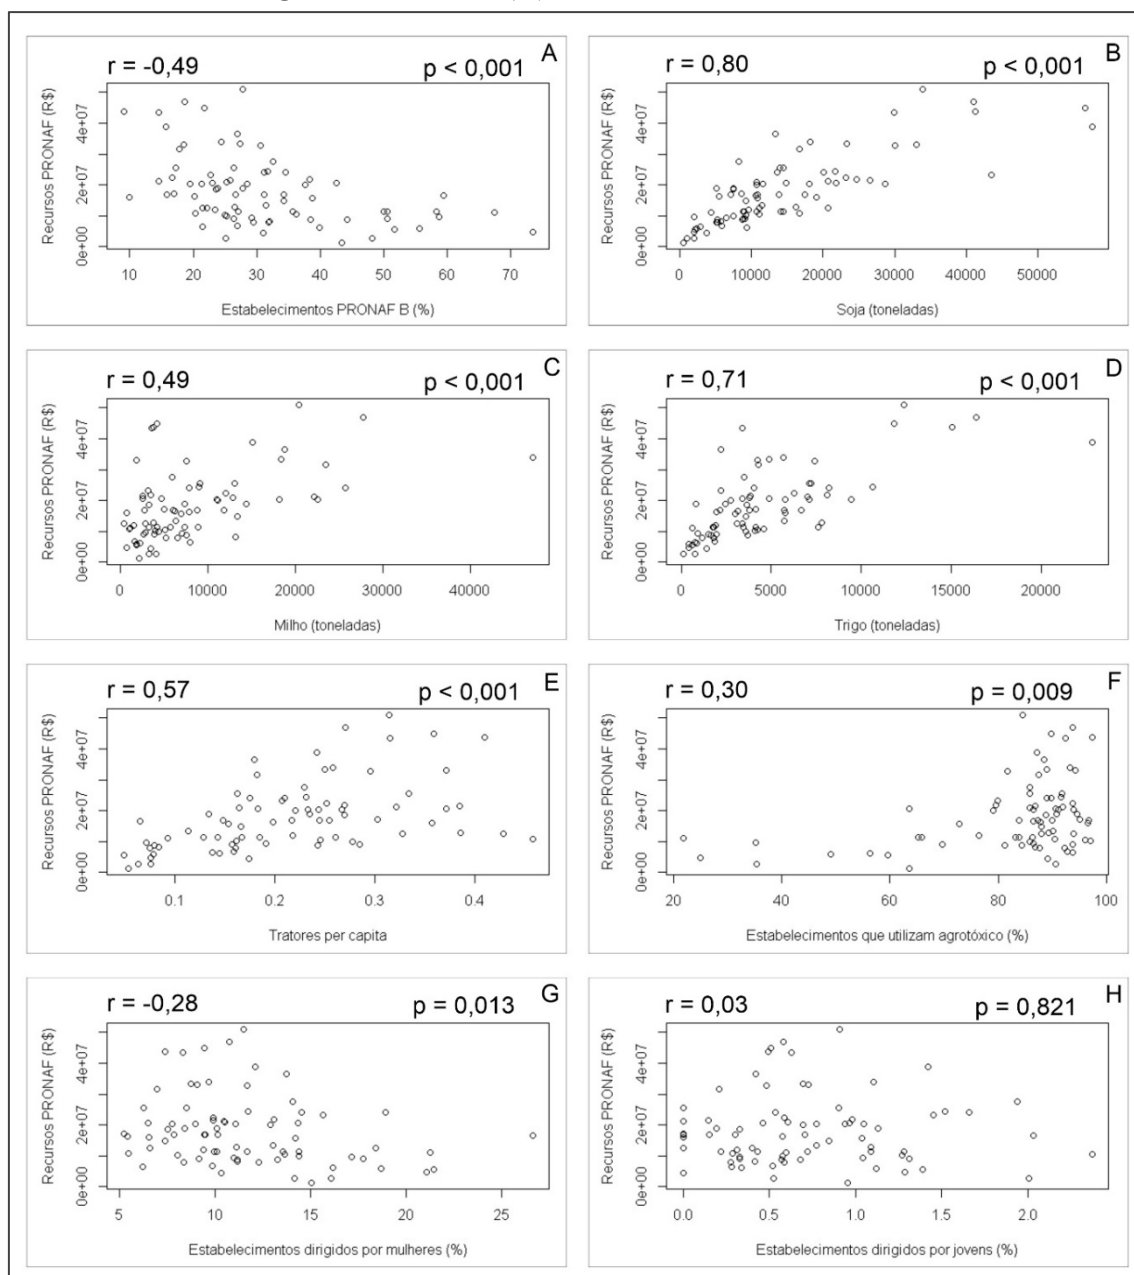 r = -0,49 p < 0,001 A
Recursos PRONAF (R$)
0e+00 2e+07 4e+07
10 20 30 40 50 60 70
Estabelecimentos PRONAF B (%)
r = 0,80 p < 0,001 B
Recursos PRONAF (R$)
0e+00 2e+07 4e+07
0 10000 20000 30000 40000 50000
Soja (toneladas)
r = 0,49 p < 0,001 C
Recursos PRONAF (R$)
0e+00 2e+07 4e+07
0 10000 20000 30000 40000
Milho (toneladas)
r = 0,71 p < 0,001 D
Recursos PRONAF (R$)
0e+00 2e+07 4e+07
0 5000 10000 15000 20000
Trigo (toneladas)
r = 0,57 p < 0,001 E
Recursos PRONAF (R$)
0e+00 2e+07 4e+07
0.1 0.2 0.3 0.4
Tratores per capita
r = 0,30 p = 0,009 F
Recursos PRONAF (R$)
0e+00 2e+07 4e+07
20 40 60 80 100
Estabelecimentos que utilizam agrotóxico (%)
r = -0,28 p = 0,013 G
Recursos PRONAF (R$)
0e+00 2e+07 4e+07
5 10 15 20 25
Estabelecimentos dirigidos por mulheres (%)
r = 0,03 p = 0,821 H
Recursos PRONAF (R$)
0e+00 2e+07 4e+07
0.0 0.5 1.0 1.5 2.0
Estabelecimentos dirigidos por jovens (%)